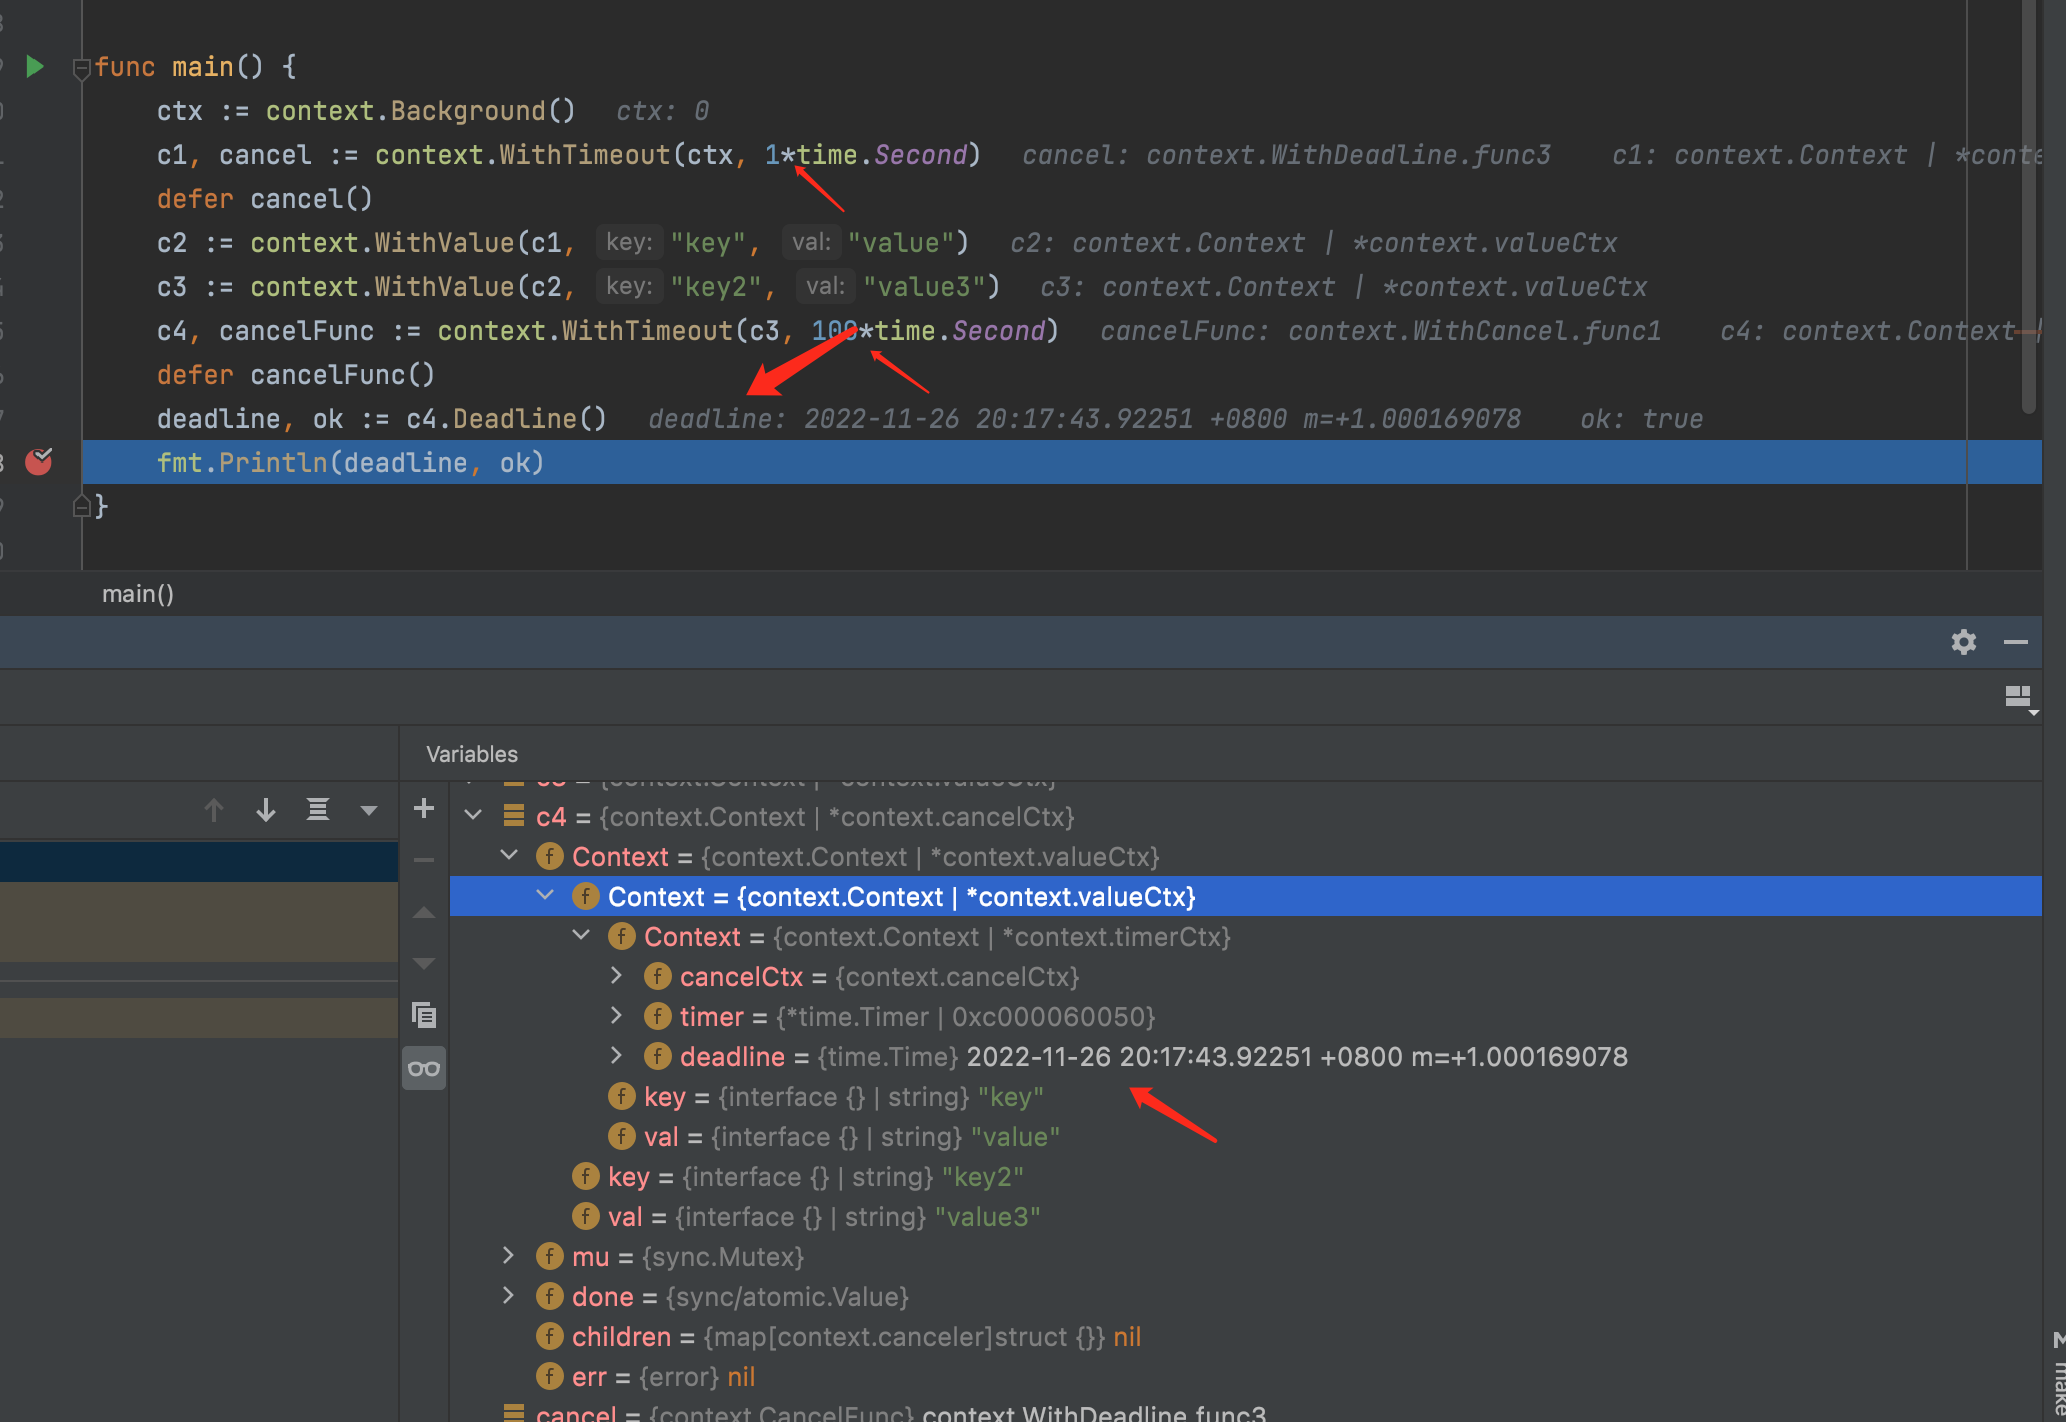 func main() {
ctx := context.Background() ctx: 0
c1, cancel := context.WithTimeout(ctx, 1*time.Second) cancel: context.WithDeadline.func3 c1: context.Context | *conte
defer cancel()
c2 := context.WithValue(c1, key: "key", val: "value") c2: context.Context | *context.valueCtx
c3 := context.WithValue(c2, key: "key2", val: "value3") c3: context.Context | *context.valueCtx
c4, cancelFunc := context.WithTimeout(c3, 100*time.Second) cancelFunc: context.WithCancel.func1 c4: context.Context
defer cancelFunc()
deadline, ok := c4.Deadline() deadline: 2022-11-26 20:17:43.92251 +0800 m=+1.000169078 ok: true
fmt.Println(deadline, ok)
}
main()
Variables
c3 = {context.Context | *context.valueCtx}
c4 = {context.Context | *context.cancelCtx}
Context = {context.Context | *context.valueCtx}
Context = {context.Context | *context.valueCtx}
Context = {context.Context | *context.timerCtx}
cancelCtx = {context.cancelCtx}
timer = {*time.Timer | 0xc000060050}
deadline = {time.Time} 2022-11-26 20:17:43.92251 +0800 m=+1.000169078
key = {interface {} | string} "key"
val = {interface {} | string} "value"
key = {interface {} | string} "key2"
val = {interface {} | string} "value3"
mu = {sync.Mutex}
done = {sync/atomic.Value}
children = {map[context.canceler]struct {}} nil
err = {error} nil
cancel = {context.CancelFunc} context.WithDeadline.func3
make